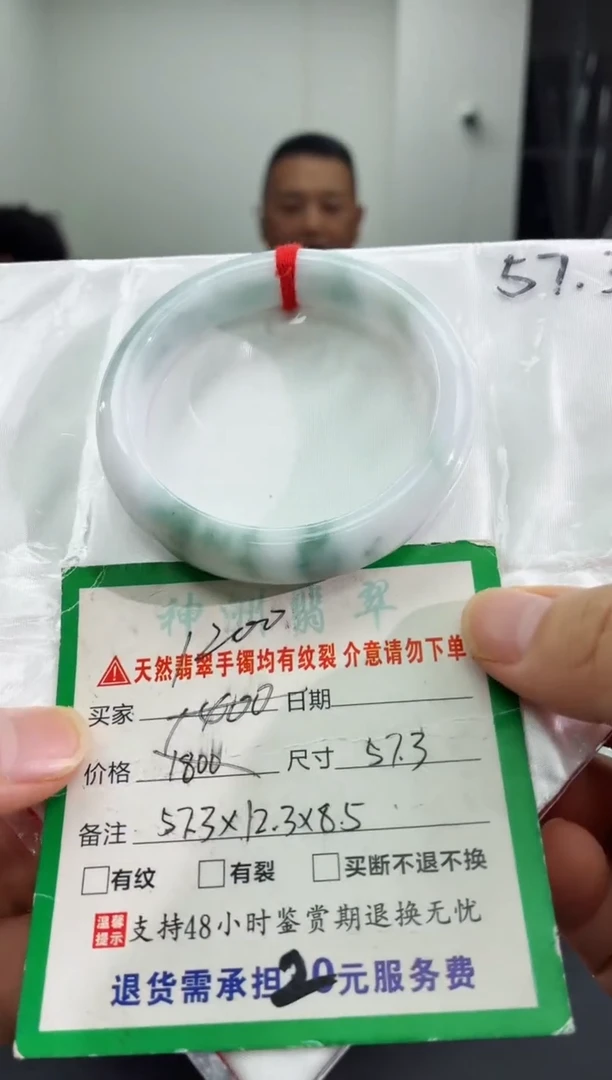 57.3
神洲翡翠
1200
天然翡翠手镯均有纹裂 介意请勿下单
买家 1600 日期
价格 1800 尺寸 57.3
备注 57.3×12.3×8.5
有纹 有裂 买断不退不换
温馨提示 支持48小时鉴赏期退换无忧
退货需承担20元服务费